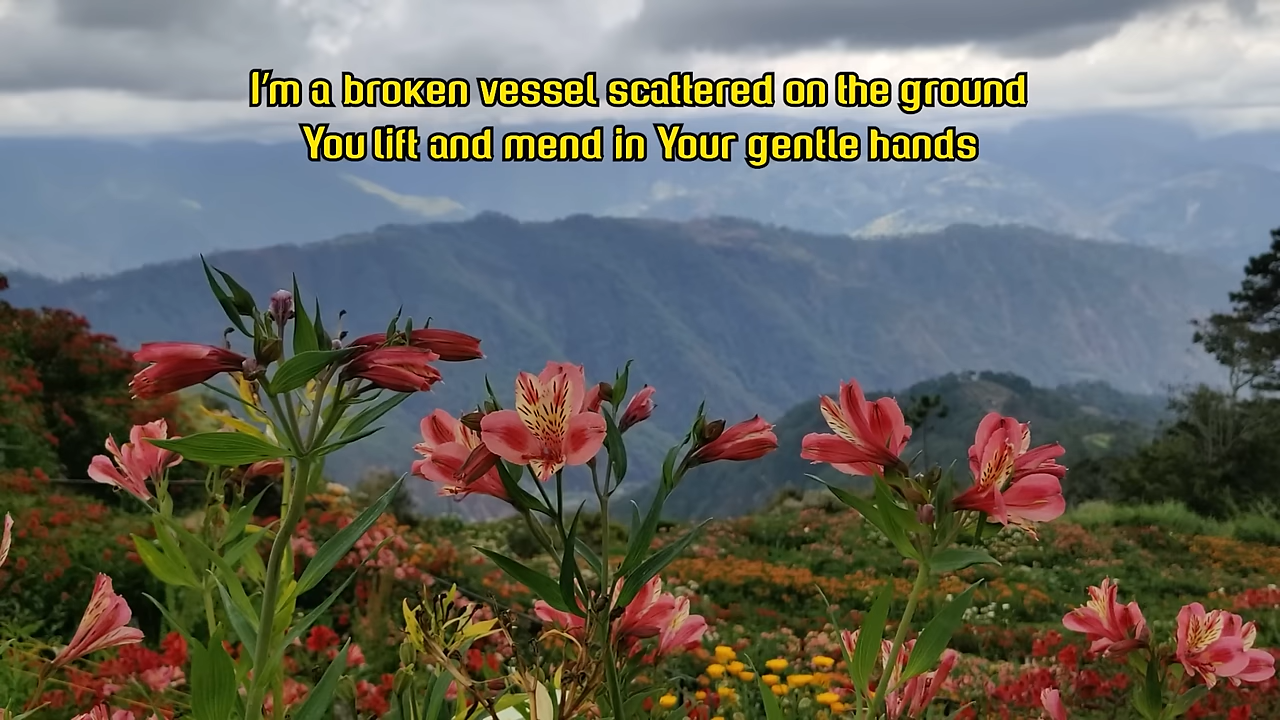 I'm a broken vessel scattered on the ground
You lift and mend in Your gentle hands